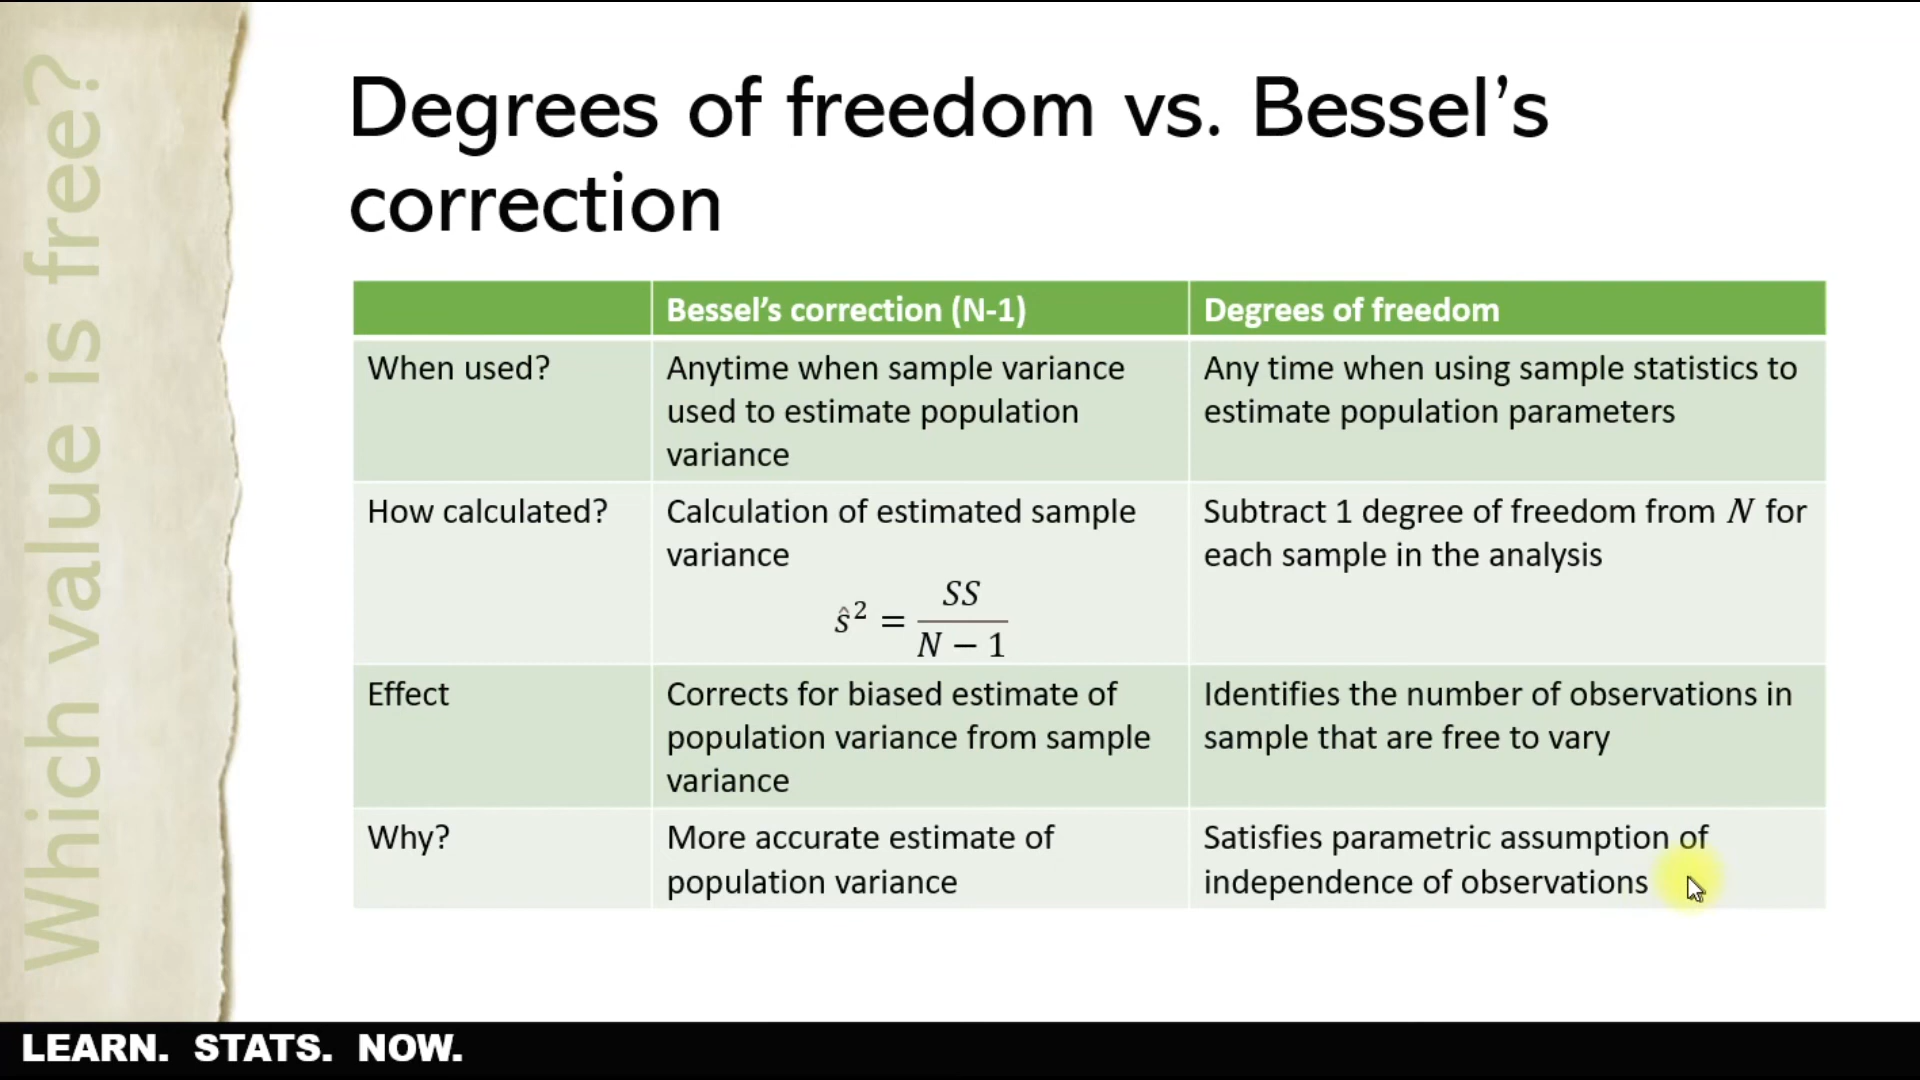 Which value is free?
Degrees of freedom vs. Bessel’s
correction
Bessel’s correction (N-1)
Degrees of freedom
When used?
Anytime when sample variance
used to estimate population
variance
Any time when using sample statistics to
estimate population parameters
How calculated?
Calculation of estimated sample
variance
ŝ² = SS / N − 1
Subtract 1 degree of freedom from N for
each sample in the analysis
Effect
Corrects for biased estimate of
population variance from sample
variance
Identifies the number of observations in
sample that are free to vary
Why?
More accurate estimate of
population variance
Satisfies parametric assumption of
independence of observations
LEARN. STATS. NOW.